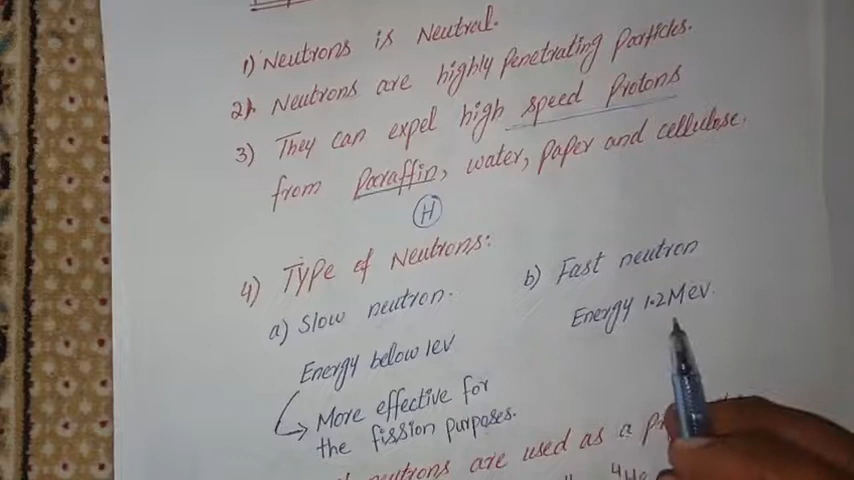 1) Neutrons is Neutral.
2) Neutrons are highly penetrating particles.
3) They can expel high speed Protons
from paraffin, water, paper and cellulose.
H
4) Type of Neutrons:
a) Slow neutron.
b) Fast neutron
Energy below 1ev
Energy 1.2Mev.
→ More effective for
the fission purposes.
neutrons are used as a